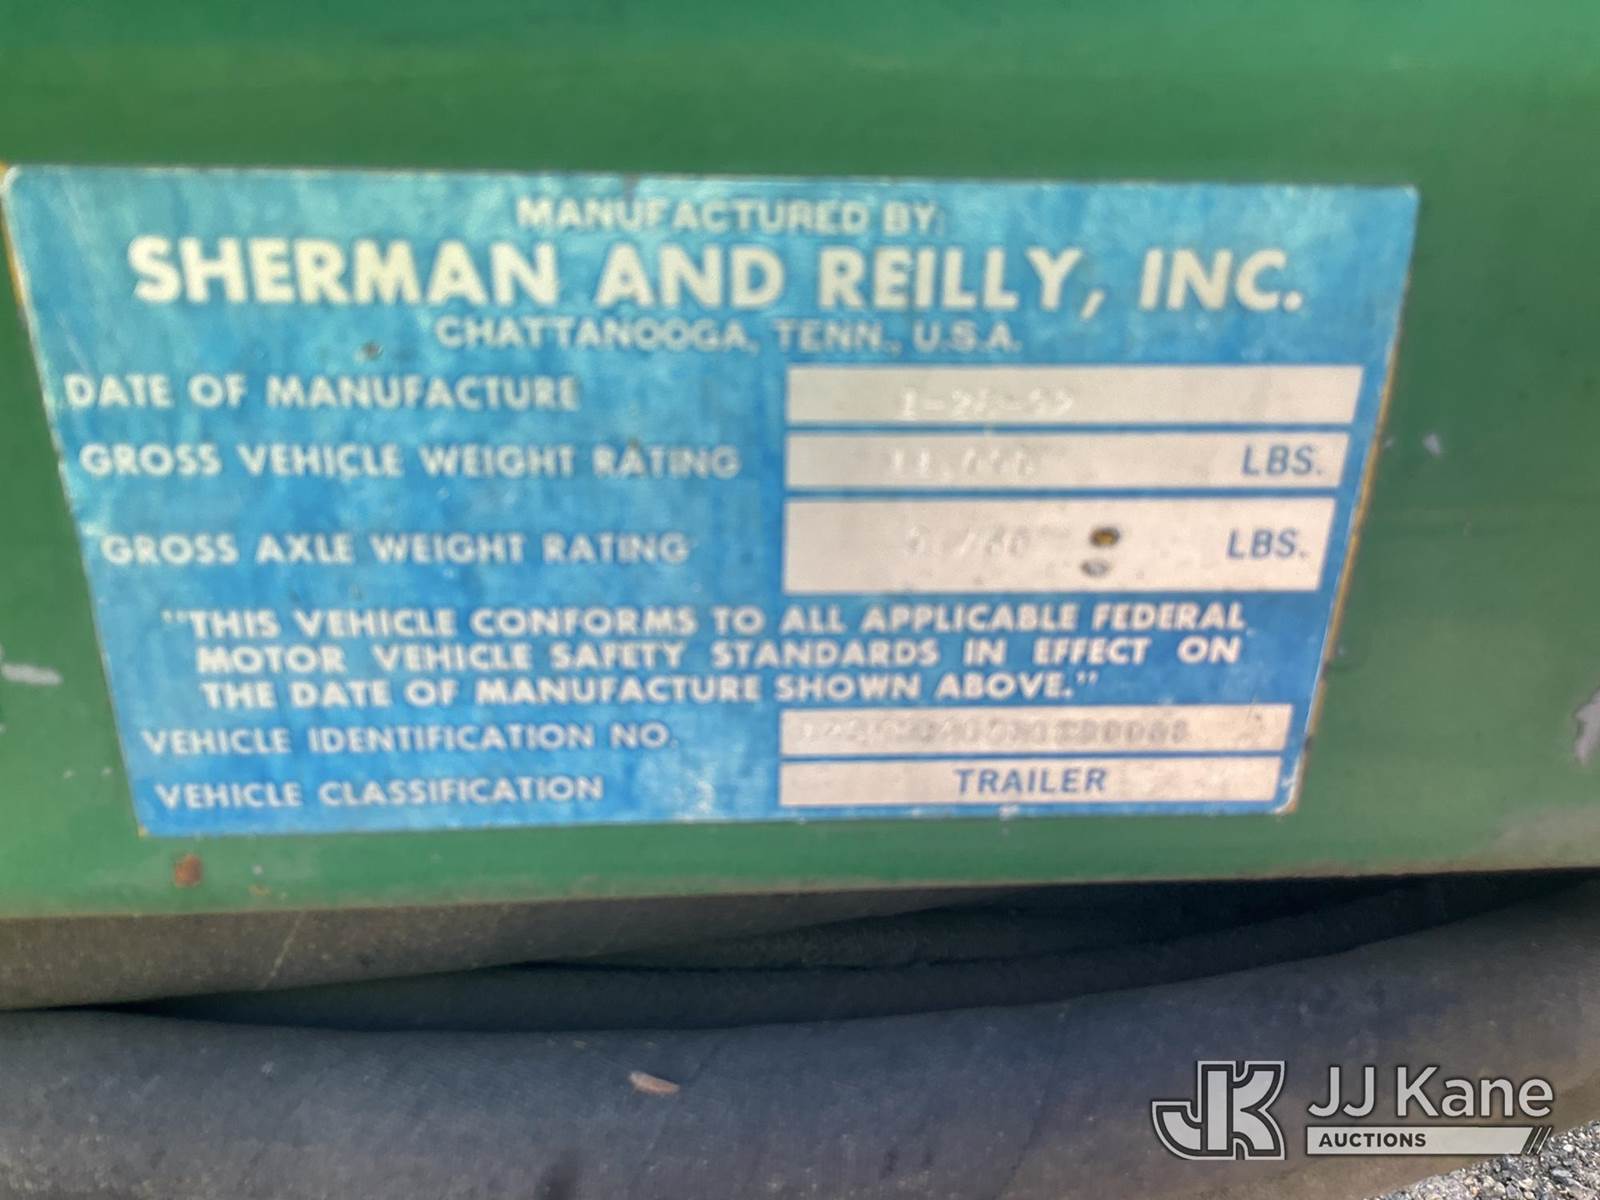 MANUFACTURED BY:
SHERMAN AND REILLY, INC.
CHATTANOOGA, TENN., U.S.A.
DATE OF MANUFACTURE
GROSS VEHICLE WEIGHT RATING LBS.
GROSS AXLE WEIGHT RATING LBS.
"THIS VEHICLE CONFORMS TO ALL APPLICABLE FEDERAL
MOTOR VEHICLE SAFETY STANDARDS IN EFFECT ON
THE DATE OF MANUFACTURE SHOWN ABOVE."
VEHICLE IDENTIFICATION NO.
VEHICLE CLASSIFICATION TRAILER
JK JJ Kane
AUCTIONS